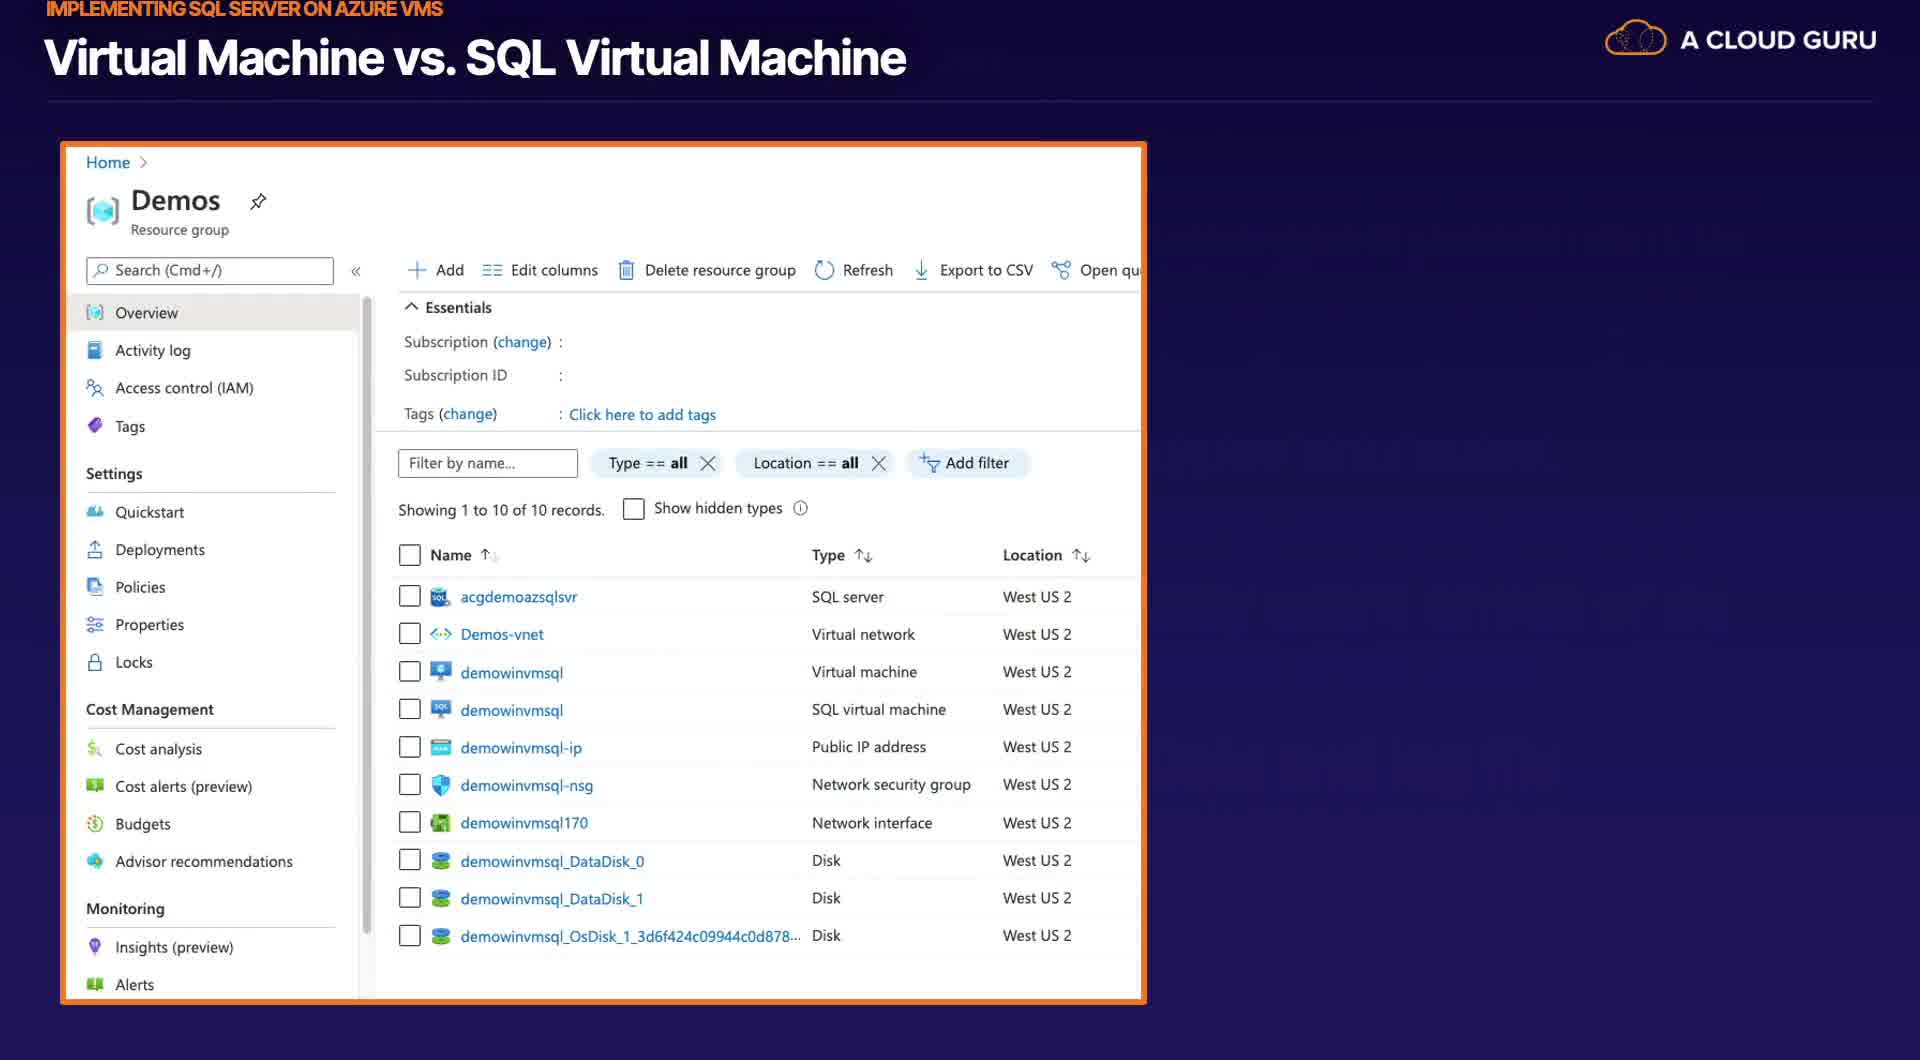 IMPLEMENTING SQL SERVER ON AZURE VMS
Virtual Machine vs. SQL Virtual Machine
A CLOUD GURU
Home
Demos
Resource group
Search (Cmd+/)
«
Overview
Activity log
Access control (IAM)
Tags
Settings
Quickstart
Deployments
Policies
Properties
Locks
Cost Management
Cost analysis
Cost alerts (preview)
Budgets
Advisor recommendations
Monitoring
Insights (preview)
Alerts
Add Edit columns Delete resource group Refresh Export to CSV Open qu
Essentials
Subscription (change) :
Subscription ID :
Tags (change) : Click here to add tags
Filter by name... Type == all Location == all Add filter
Showing 1 to 10 of 10 records. Show hidden types
Name Type Location
acgdemoazsqlsvr SQL server West US 2
Demos-vnet Virtual network West US 2
demowinvmsql Virtual machine West US 2
demowinvmsql SQL virtual machine West US 2
demowinvmsql-ip Public IP address West US 2
demowinvmsql-nsg Network security group West US 2
demowinvmsql170 Network interface West US 2
demowinvmsql_DataDisk_0 Disk West US 2
demowinvmsql_DataDisk_1 Disk West US 2
demowinvmsql_OsDisk_1_3d6f424c09944c0d878... Disk West US 2